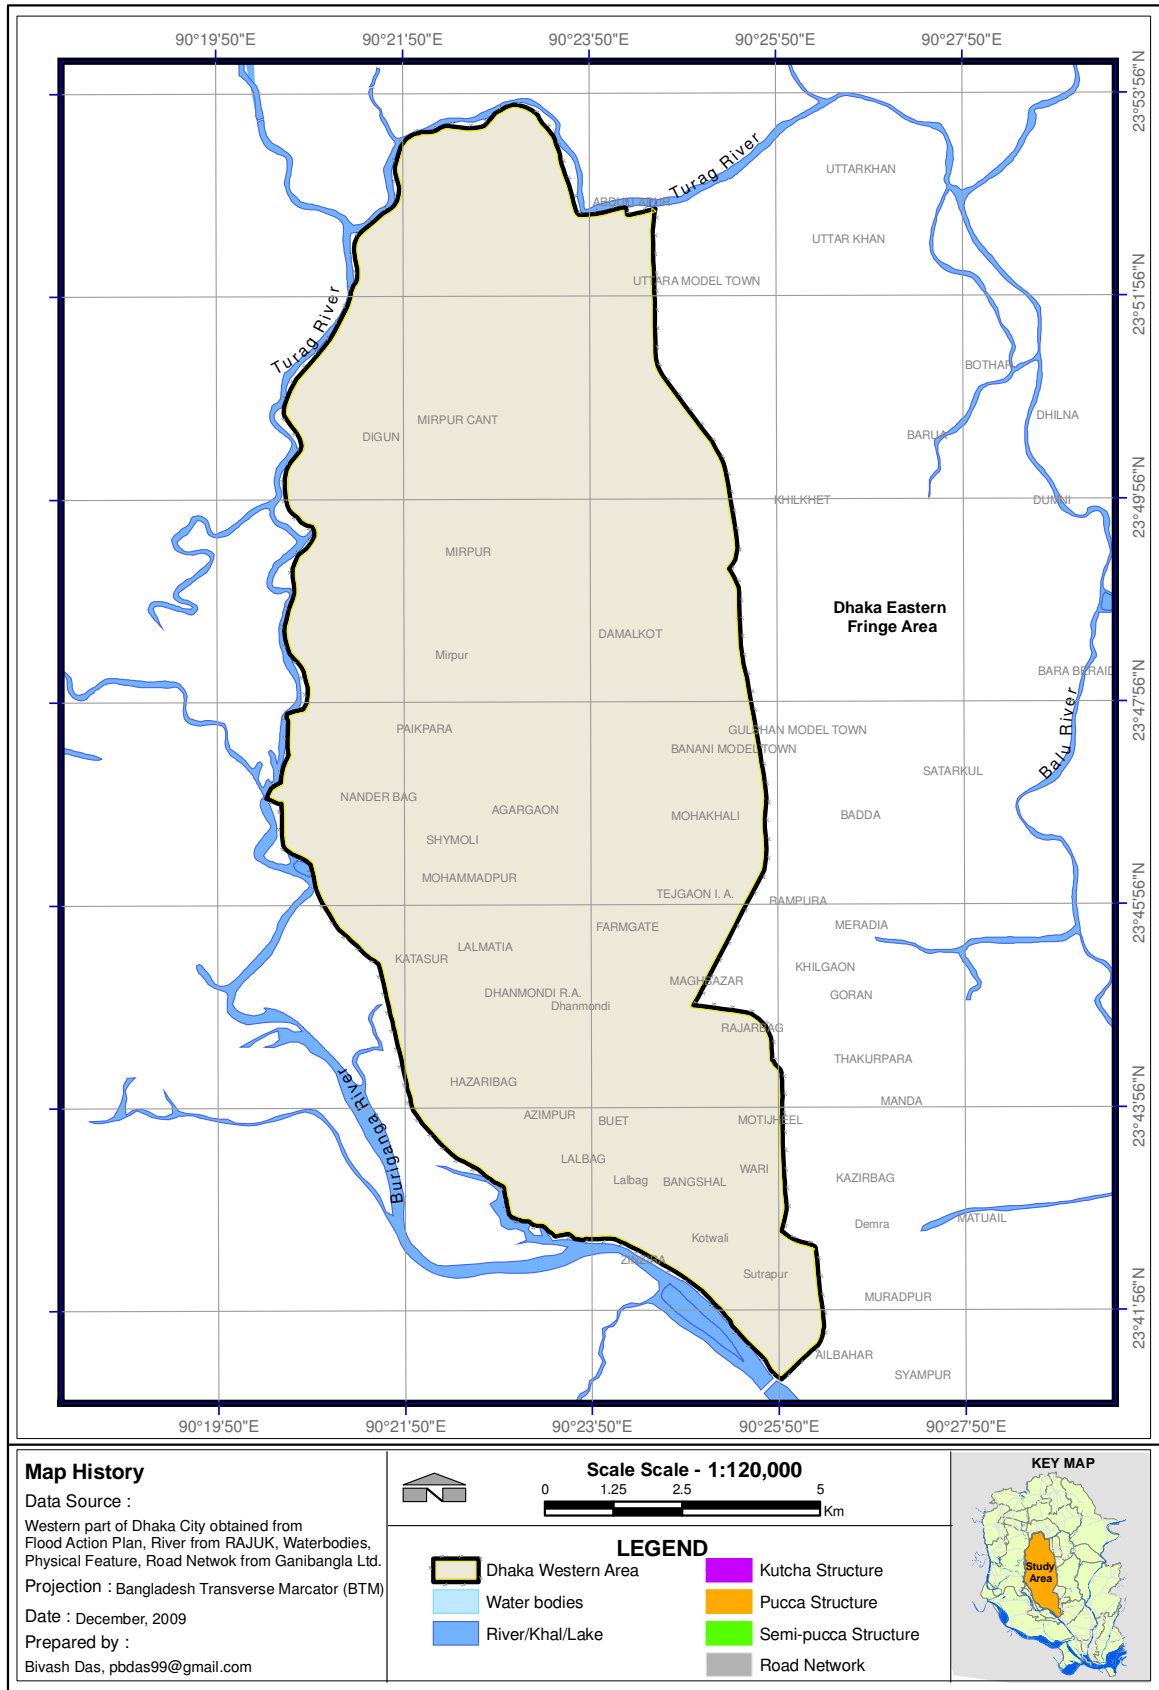 90°19'50"E 90°21'50"E 90°23'50"E 90°25'50"E 90°27'50"E
23°53'56"N
Turag River
UTTARKHAN
ABDULLAPUR
UTTAR KHAN
UTTARA MODEL TOWN
23°51'56"N
Turag River
BOTHAR
MIRPUR CANT
DHILNA
DIGUN
BARUA
KHILKHET
DUMNI
23°49'56"N
MIRPUR
Dhaka Eastern
Fringe Area
DAMALKOT
Mirpur
BARA BERAID
23°47'56"N
PAIKPARA
GULSHAN MODEL TOWN
BANANI MODEL TOWN
Balu River
SATARKUL
NANDER BAG
AGARGAON
MOHAKHALI
BADDA
SHYMOLI
MOHAMMADPUR
TEJGAON I. A.
RAMPURA
23°45'56"N
FARMGATE
MERADIA
LALMATIA
KATASUR
KHILGAON
MAGHBAZAR
DHANMONDI R.A.
GORAN
Dhanmondi
RAJARBAG
THAKURPARA
HAZARIBAG
Buriganga River
MANDA
23°43'56"N
AZIMPUR
BUET
MOTIJHEEL
LALBAG
WARI
Lalbag
BANGSHAL
KAZIRBAG
MATUAIL
Demra
Kotwali
ZINZIRA
Sutrapur
MURADPUR
23°41'56"N
AILBAHAR
SYAMPUR
90°19'50"E 90°21'50"E 90°23'50"E 90°25'50"E 90°27'50"E
Map History
Data Source :
Western part of Dhaka City obtained from
Flood Action Plan, River from RAJUK, Waterbodies,
Physical Feature, Road Netwok from Ganibangla Ltd.
Projection : Bangladesh Transverse Marcator (BTM)
Date : December, 2009
Prepared by :
Bivash Das, pbdas99@gmail.com
N
Scale Scale - 1:120,000
0 1.25 2.5 5
Km
LEGEND
Dhaka Western Area
Water bodies
River/Khal/Lake
Kutcha Structure
Pucca Structure
Semi-pucca Structure
Road Network
KEY MAP
Study
Area